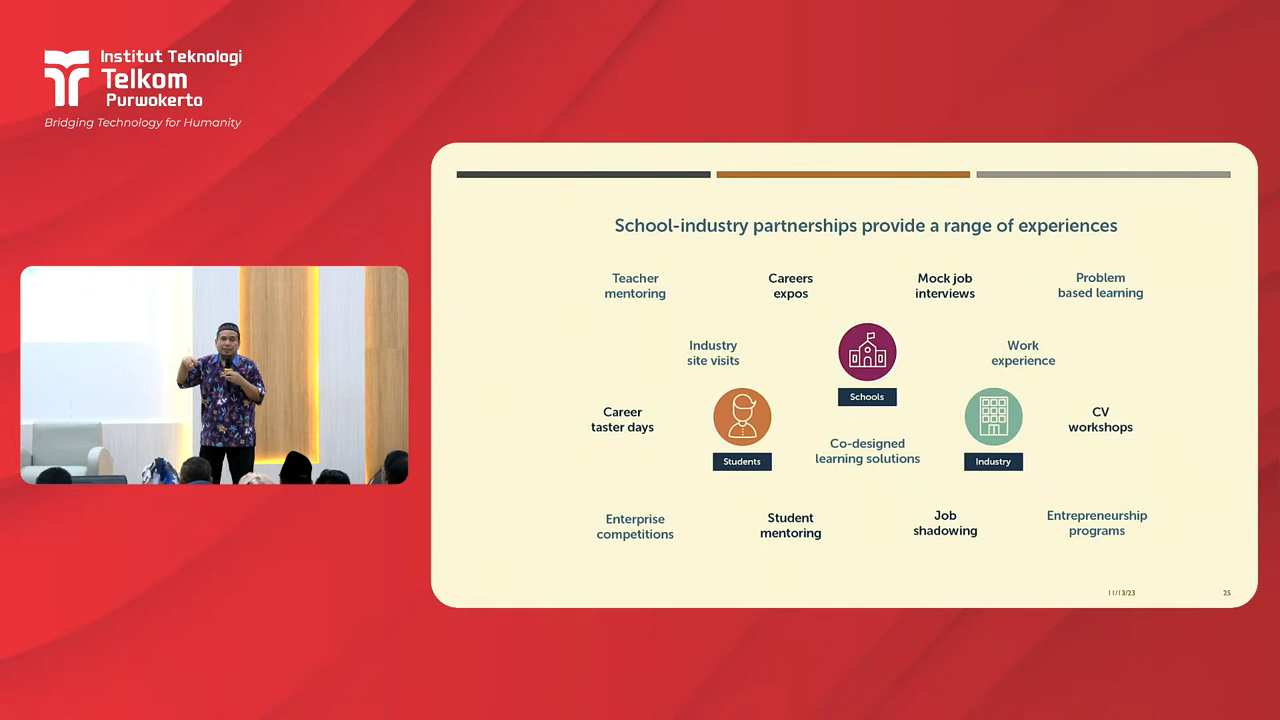 Institut Teknologi
Telkom
Purwokerto
Bridging Technology for Humanity
School-industry partnerships provide a range of experiences
Teacher
mentoring
Careers
expos
Mock job
interviews
Problem
based learning
Industry
site visits
Work
experience
Schools
Career
taster days
CV
workshops
Co-designed
learning solutions
Students
Industry
Enterprise
competitions
Student
mentoring
Job
shadowing
Entrepreneurship
programs
11/13/23
25